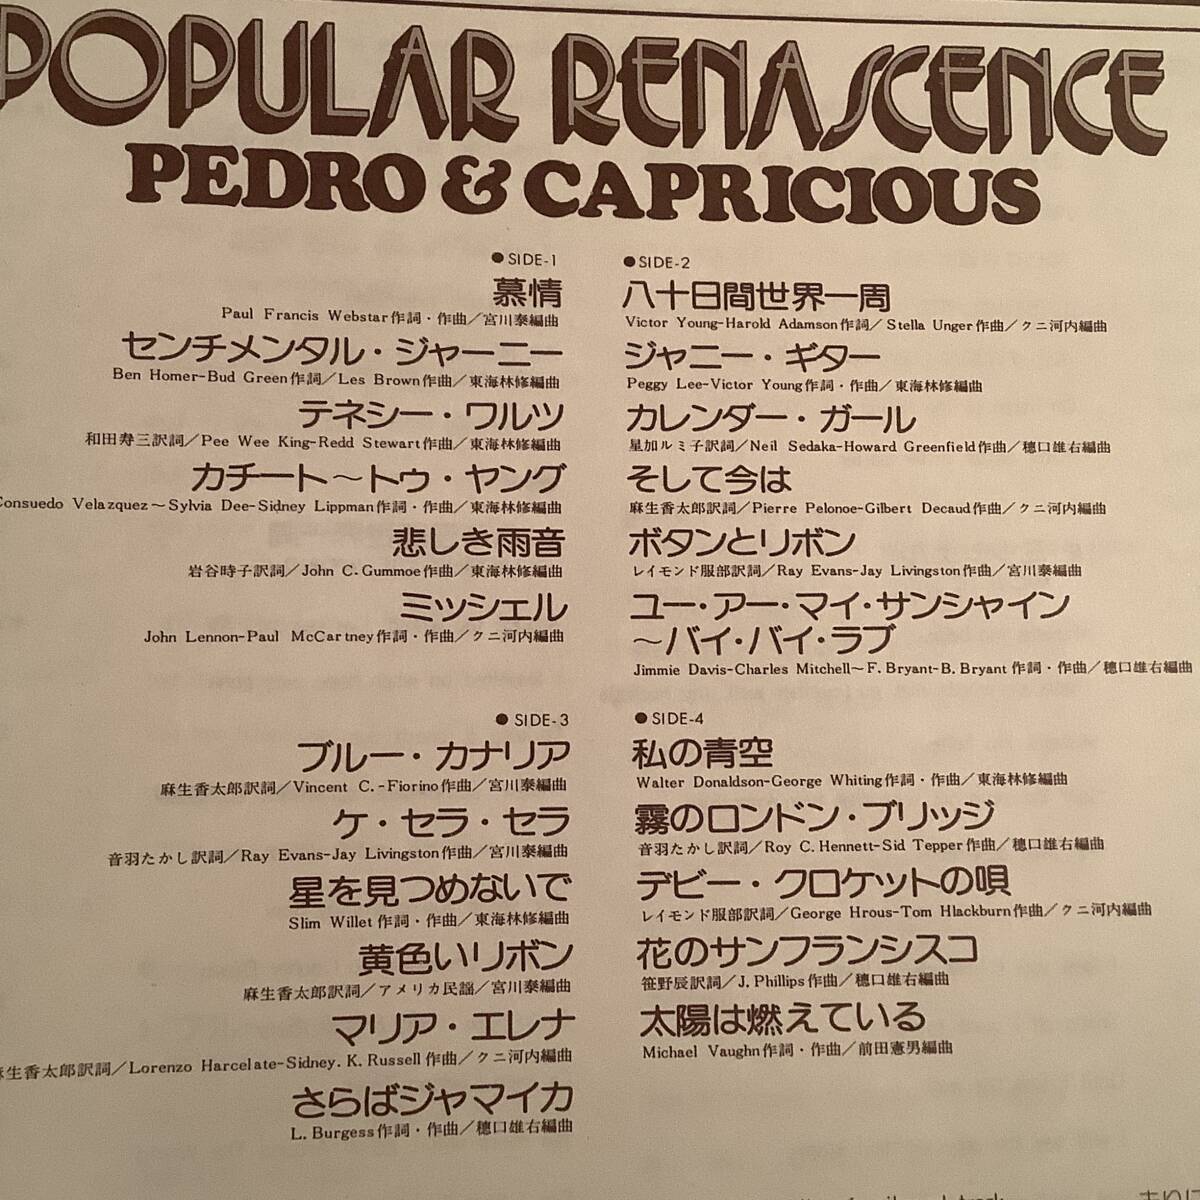 POPULAR RENASCENCE
PEDRO & CAPRICIOUS
●SIDE-1
慕情
Paul Francis Webstar作詞・作曲／宮川泰編曲
センチメンタル・ジャーニー
Ben Homer-Bud Green作詞／Les Brown作曲／東海林修編曲
テネシー・ワルツ
和田寿三訳詞／Pee Wee King-Redd Stewart作曲／東海林修編曲
カチート〜トゥ・ヤング
Consuedo Velazquez〜Sylvia Dee-Sidney Lippman作詞・作曲／東海林修編曲
悲しき雨音
岩谷時子訳詞／John C. Gummoe作曲／東海林修編曲
ミッシェル
John Lennon-Paul McCartney作詞・作曲／クニ河内編曲
●SIDE-2
八十日間世界一周
Victor Young-Harold Adamson作詞／Stella Unger作曲／クニ河内編曲
ジャニー・ギター
Peggy Lee-Victor Young作詞・作曲／東海林修編曲
カレンダー・ガール
星加ルミ子訳詞／Neil Sedaka-Howard Greenfield作曲／穂口雄右編曲
そして今は
麻生香太郎訳詞／Pierre Pelonoe-Gilbert Decaud作曲／クニ河内編曲
ボタンとリボン
レイモンド服部訳詞／Ray Evans-Jay Livingston作曲／宮川泰編曲
ユー・アー・マイ・サンシャイン
〜バイ・バイ・ラブ
Jimmie Davis-Charles Mitchell〜F. Bryant-B. Bryant作詞・作曲／穂口雄右編曲
●SIDE-3
ブルー・カナリア
麻生香太郎訳詞／Vincent C.-Fiorino作曲／宮川泰編曲
ケ・セラ・セラ
音羽たかし訳詞／Ray Evans-Jay Livingston作曲／宮川泰編曲
星を見つめないで
Slim Willet作詞・作曲／東海林修編曲
黄色いリボン
麻生香太郎訳詞／アメリカ民謡／宮川泰編曲
マリア・エレナ
麻生香太郎訳詞／Lorenzo Harcelate-Sidney. K. Russell作曲／クニ河内編曲
さらばジャマイカ
L. Burgess作詞・作曲／穂口雄右編曲
●SIDE-4
私の青空
Walter Donaldson-George Whiting作詞・作曲／東海林修編曲
霧のロンドン・ブリッジ
音羽たかし訳詞／Roy C. Hennett-Sid Tepper作曲／穂口雄右編曲
デビー・クロケットの唄
レイモンド服部訳詞／George Hrous-Tom Hlackburn作曲／クニ河内編曲
花のサンフランシスコ
笹野辰訳詞／J. Phillips作曲／穂口雄右編曲
太陽は燃えている
Michael Vaughn作詞・作曲／前田憲男編曲